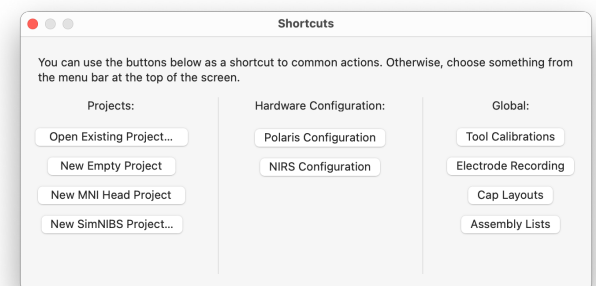 Shortcuts
You can use the buttons below as a shortcut to common actions. Otherwise, choose something from
the menu bar at the top of the screen.
Projects:
Open Existing Project...
New Empty Project
New MNI Head Project
New SimNIBS Project...
Hardware Configuration:
Polaris Configuration
NIRS Configuration
Global:
Tool Calibrations
Electrode Recording
Cap Layouts
Assembly Lists